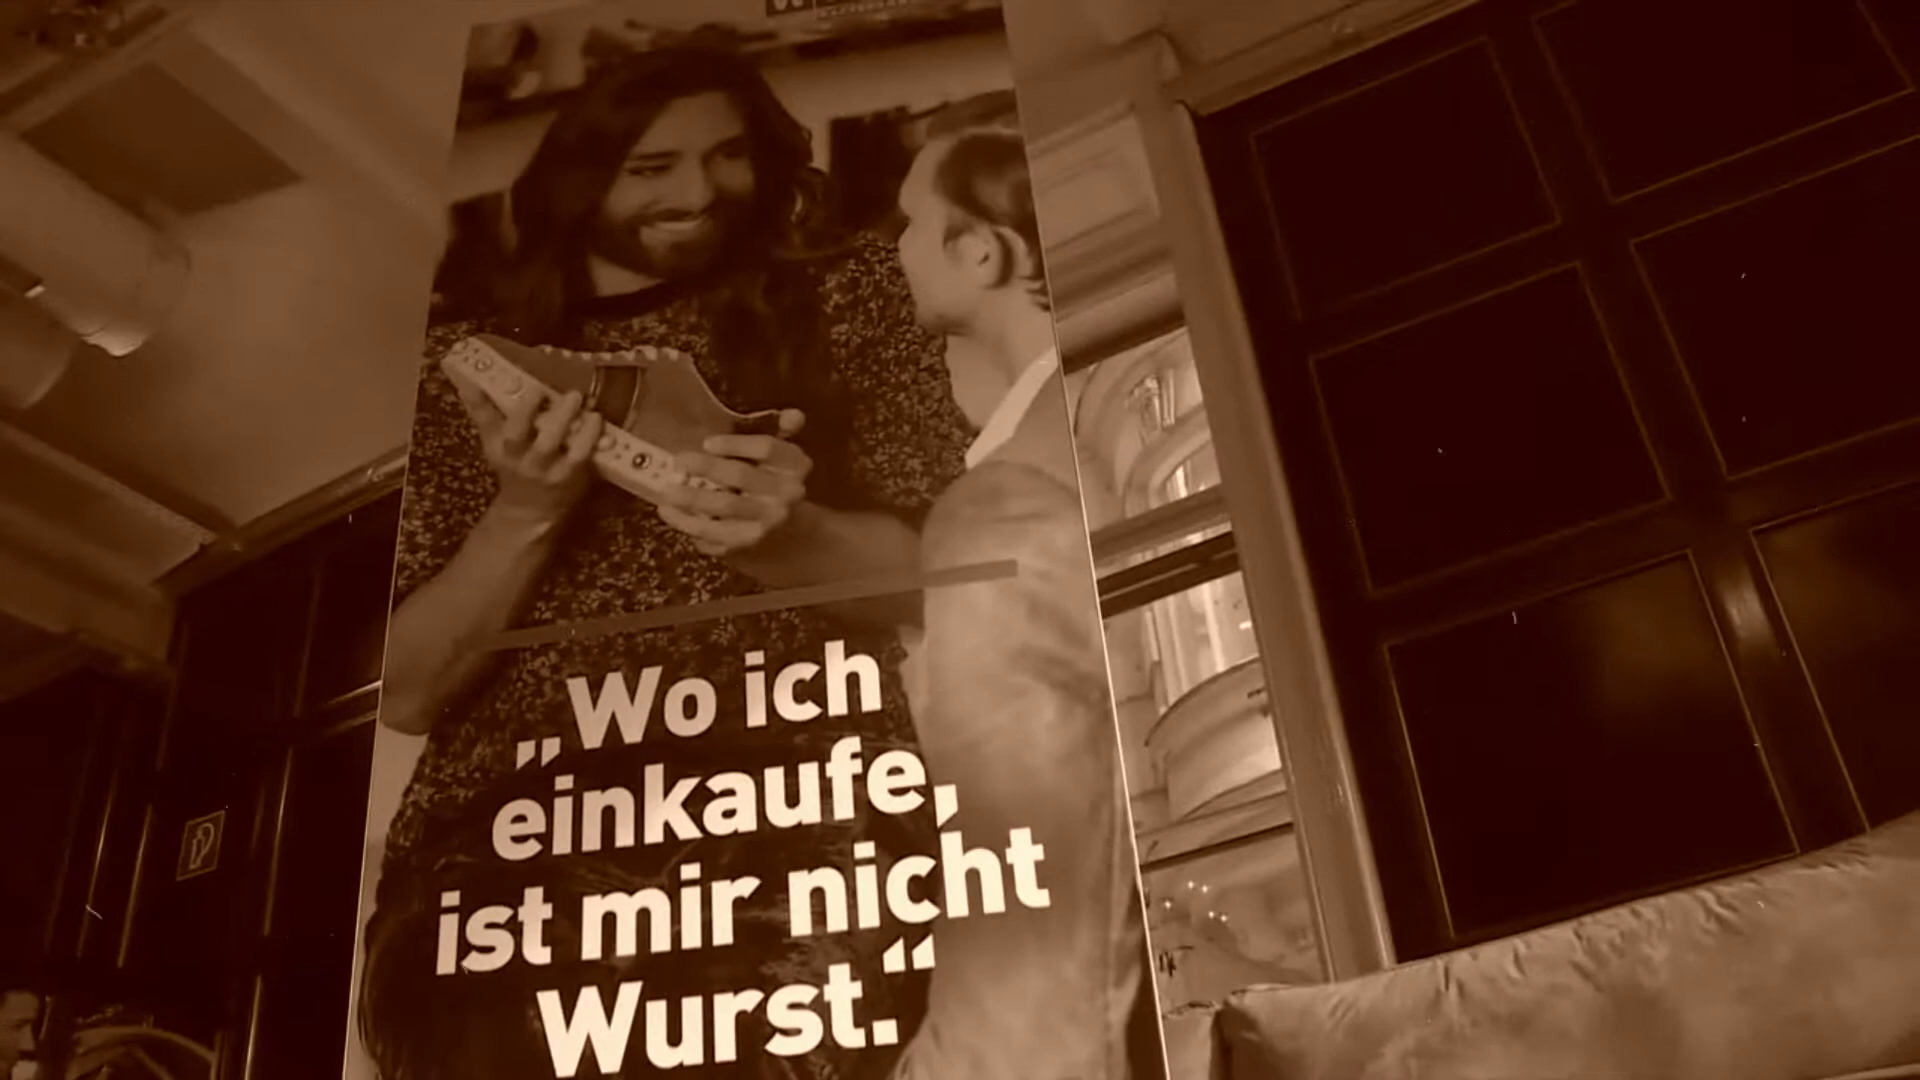 „Wo ich
einkaufe,
ist mir nicht
Wurst.“